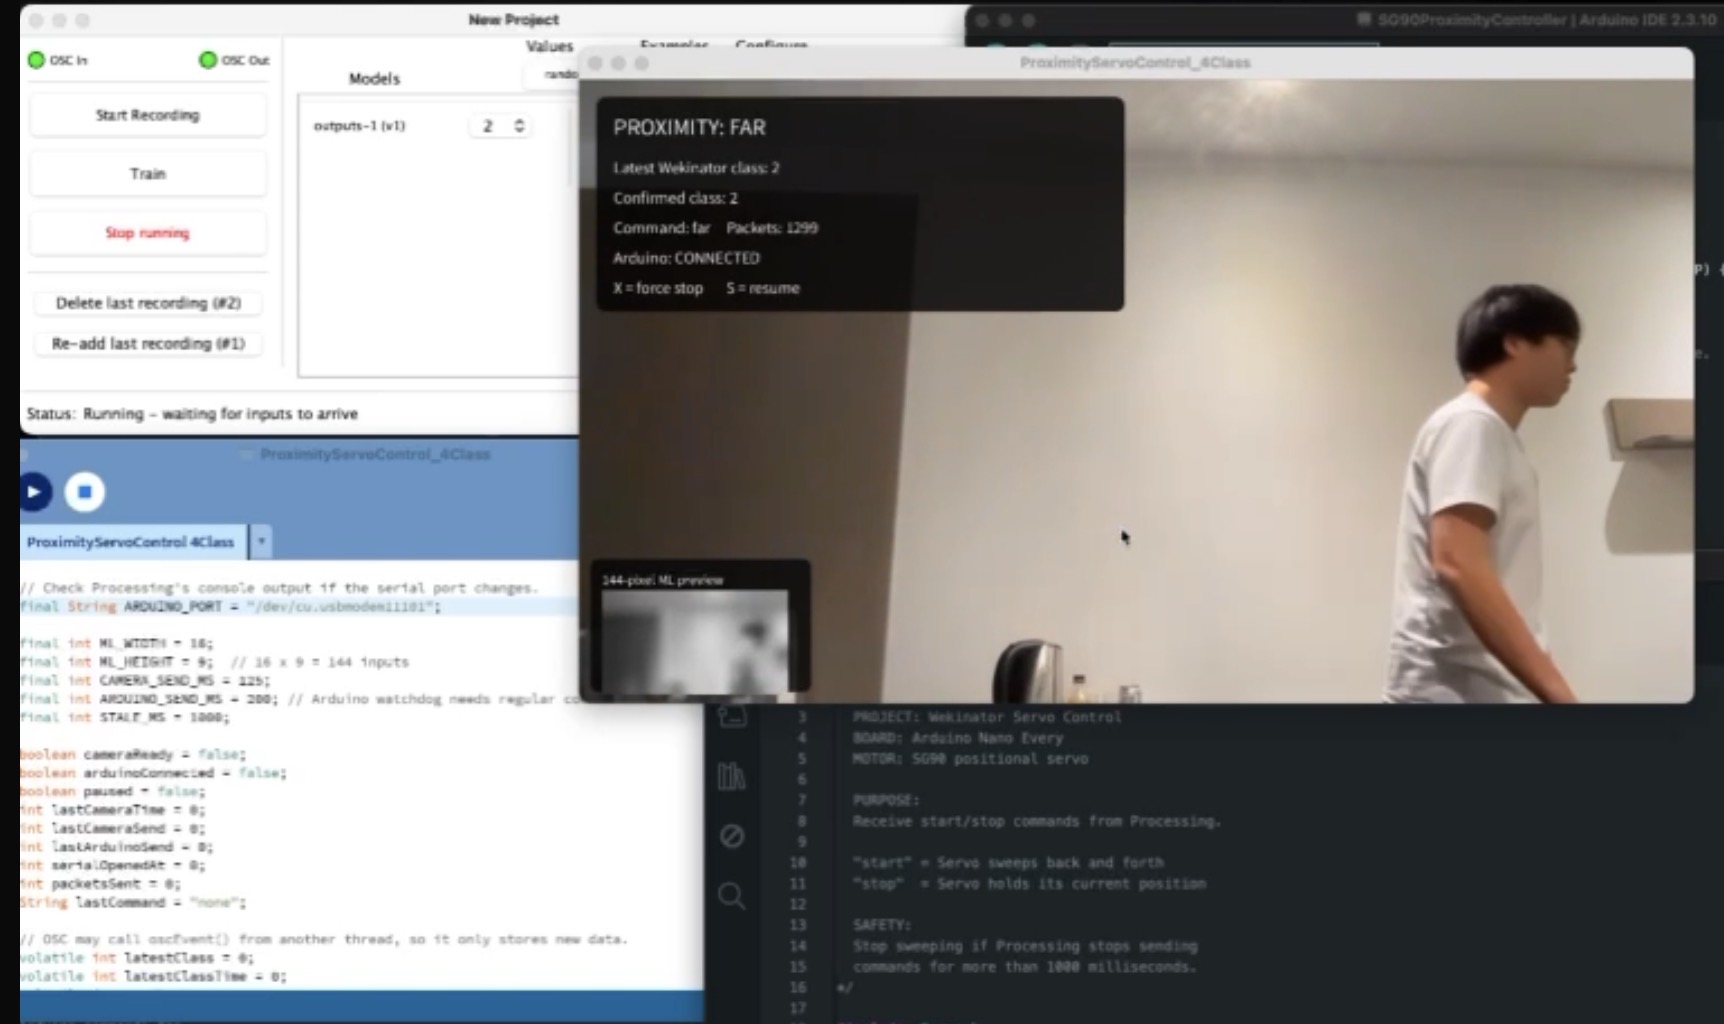 New Project
OSC In
OSC Out
Values
Examples
Configure
Models
Start Recording
outputs-1 (v1)
2
Train
Stop running
Delete last recording (#2)
Re-add last recording (#1)
Status: Running - waiting for inputs to arrive
SG90ProximityController | Arduino IDE 2.3.10
ProximityServoControl_4Class
PROXIMITY: FAR
Latest Wekinator class: 2
Confirmed class: 2
Command: far Packets: 1299
Arduino: CONNECTED
X = force stop S = resume
144-pixel ML preview
ProximityServoControl_4Class
ProximityServoControl 4Class
// Check Processing's console output if the serial port changes.
final String ARDUINO_PORT = "/dev/cu.usbmodem11101";
final int ML_WIDTH = 16;
final int ML_HEIGHT = 9; // 16 x 9 = 144 inputs
final int CAMERA_SEND_MS = 125;
final int ARDUINO_SEND_MS = 200; // Arduino watchdog needs regular co
final int STALE_MS = 1000;
boolean cameraReady = false;
boolean arduinoConnected = false;
boolean paused = false;
int lastCameraTime = 0;
int lastCameraSend = 0;
int lastArduinoSend = 0;
int serialOpenedAt = 0;
int packetsSent = 0;
String lastCommand = "none";
// OSC may call oscEvent() from another thread, so it only stores new data.
volatile int latestClass = 0;
volatile int latestClassTime = 0;
3 PROJECT: Wekinator Servo Control
4 BOARD: Arduino Nano Every
5 MOTOR: SG90 positional servo
6
7 PURPOSE:
8 Receive start/stop commands from Processing.
9
10 "start" = Servo sweeps back and forth
11 "stop" = Servo holds its current position
12
13 SAFETY:
14 Stop sweeping if Processing stops sending
15 commands for more than 1000 milliseconds.
16 */
17